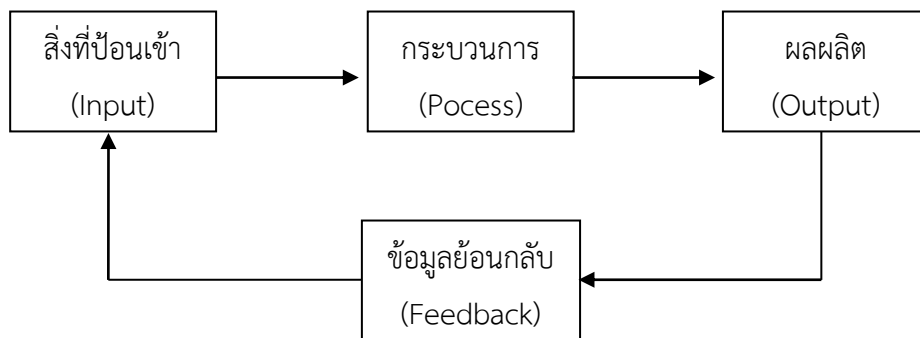 สิ่งที่ป้อนเข้า
(Input)
กระบวนการ
(Pocess)
ผลผลิต
(Output)
ข้อมูลย้อนกลับ
(Feedback)